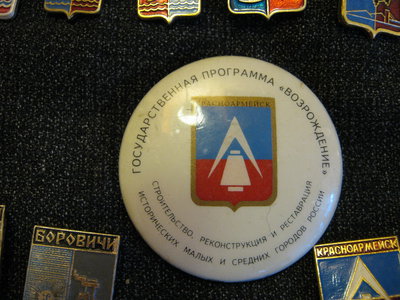 ГОСУДАРСТВЕННАЯ ПРОГРАММА «ВОЗРОЖДЕНИЕ»
КРАСНОАРМЕЙСК
СТРОИТЕЛЬСТВО, РЕКОНСТРУКЦИЯ И РЕСТАВРАЦИЯ
ИСТОРИЧЕСКИХ МАЛЫХ И СРЕДНИХ ГОРОДОВ РОССИИ
БОРОВИЧИ
КРАСНОАРМЕЙСК